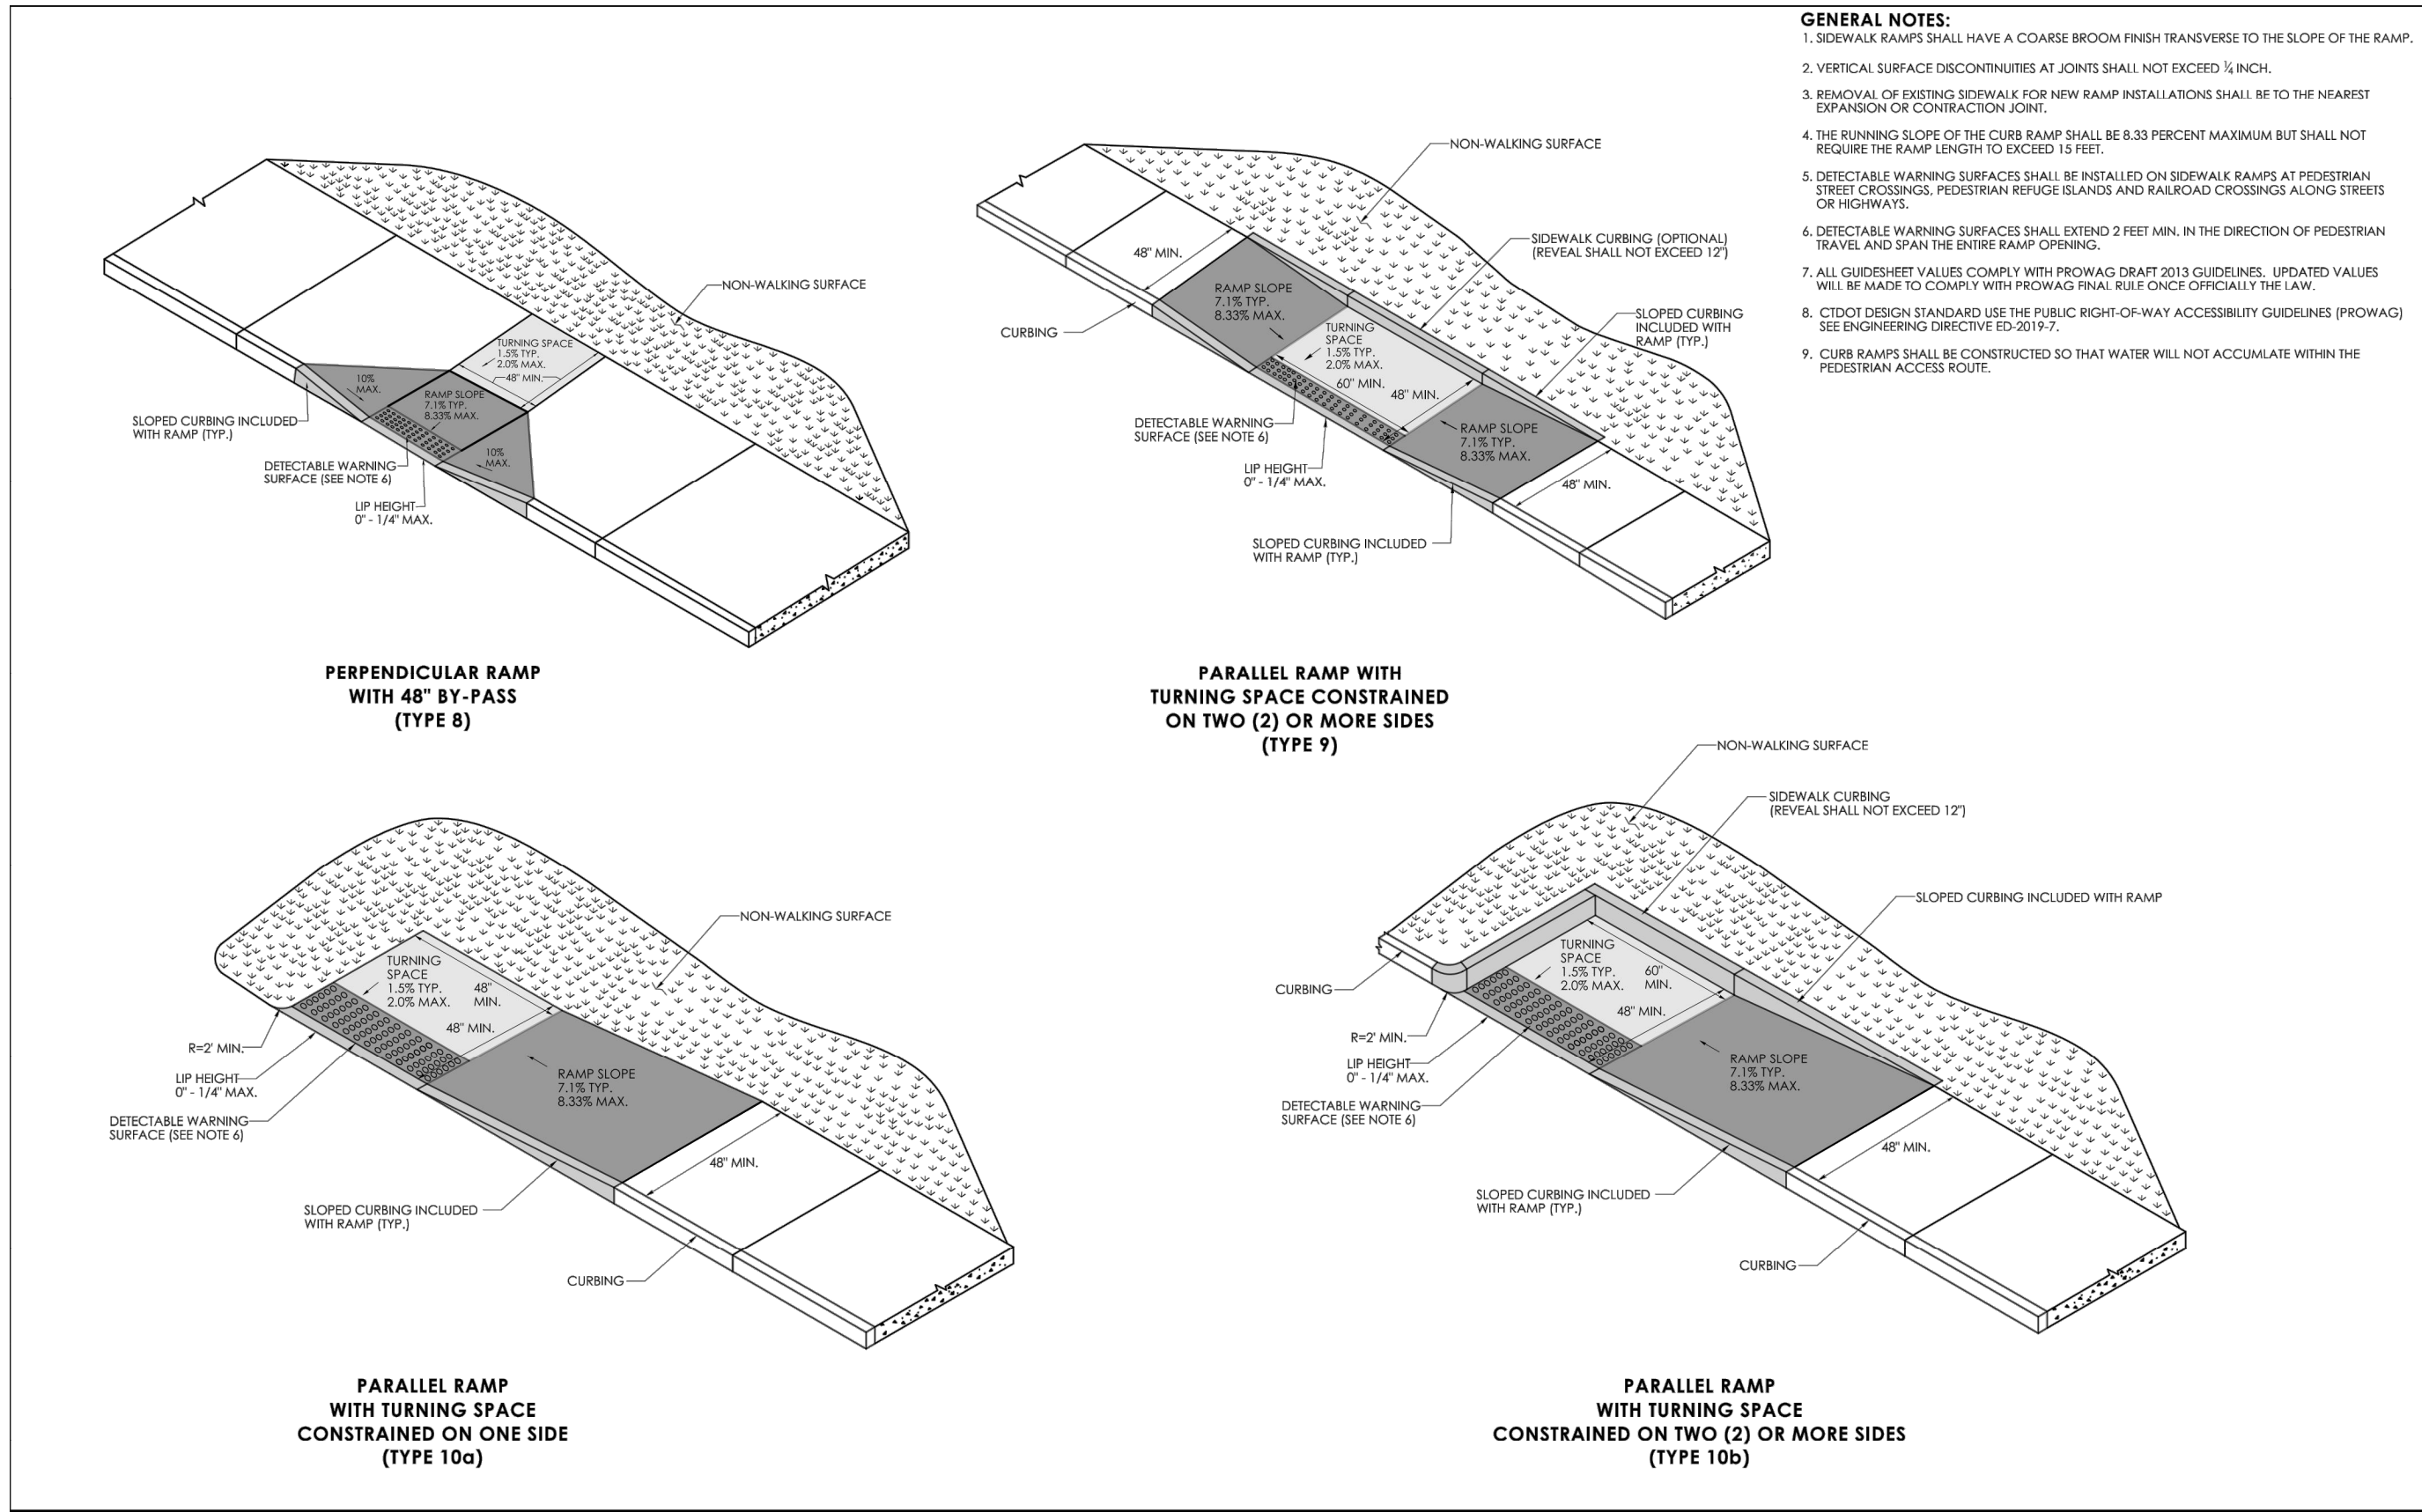 GENERAL NOTES:
1. SIDEWALK RAMPS SHALL HAVE A COARSE BROOM FINISH TRANSVERSE TO THE SLOPE OF THE RAMP.
2. VERTICAL SURFACE DISCONTINUITIES AT JOINTS SHALL NOT EXCEED ¼ INCH.
3. REMOVAL OF EXISTING SIDEWALK FOR NEW RAMP INSTALLATIONS SHALL BE TO THE NEAREST
EXPANSION OR CONTRACTION JOINT.
4. THE RUNNING SLOPE OF THE CURB RAMP SHALL BE 8.33 PERCENT MAXIMUM BUT SHALL NOT
REQUIRE THE RAMP LENGTH TO EXCEED 15 FEET.
5. DETECTABLE WARNING SURFACES SHALL BE INSTALLED ON SIDEWALK RAMPS AT PEDESTRIAN
STREET CROSSINGS, PEDESTRIAN REFUGE ISLANDS AND RAILROAD CROSSINGS ALONG STREETS
OR HIGHWAYS.
6. DETECTABLE WARNING SURFACES SHALL EXTEND 2 FEET MIN. IN THE DIRECTION OF PEDESTRIAN
TRAVEL AND SPAN THE ENTIRE RAMP OPENING.
7. ALL GUIDESHEET VALUES COMPLY WITH PROWAG DRAFT 2013 GUIDELINES. UPDATED VALUES
WILL BE MADE TO COMPLY WITH PROWAG FINAL RULE ONCE OFFICIALLY THE LAW.
8. CTDOT DESIGN STANDARD USE THE PUBLIC RIGHT-OF-WAY ACCESSIBILITY GUIDELINES (PROWAG)
SEE ENGINEERING DIRECTIVE ED-2019-7.
9. CURB RAMPS SHALL BE CONSTRUCTED SO THAT WATER WILL NOT ACCUMLATE WITHIN THE
PEDESTRIAN ACCESS ROUTE.
NON-WALKING SURFACE
TURNING SPACE
1.5% TYP.
2.0% MAX.
48" MIN.
10%
MAX.
RAMP SLOPE
7.1% TYP.
8.33% MAX.
10%
MAX.
SLOPED CURBING INCLUDED
WITH RAMP (TYP.)
DETECTABLE WARNING
SURFACE (SEE NOTE 6)
LIP HEIGHT
0" - 1/4" MAX.
PERPENDICULAR RAMP
WITH 48" BY-PASS
(TYPE 8)
NON-WALKING SURFACE
SIDEWALK CURBING (OPTIONAL)
(REVEAL SHALL NOT EXCEED 12")
48" MIN.
RAMP SLOPE
7.1% TYP.
8.33% MAX.
CURBING
SLOPED CURBING
INCLUDED WITH
RAMP (TYP.)
TURNING
SPACE
1.5% TYP.
2.0% MAX.
60" MIN.
48" MIN.
DETECTABLE WARNING
SURFACE (SEE NOTE 6)
RAMP SLOPE
7.1% TYP.
8.33% MAX.
LIP HEIGHT
0" - 1/4" MAX.
48" MIN.
SLOPED CURBING INCLUDED
WITH RAMP (TYP.)
PARALLEL RAMP WITH
TURNING SPACE CONSTRAINED
ON TWO (2) OR MORE SIDES
(TYPE 9)
NON-WALKING SURFACE
TURNING
SPACE
1.5% TYP.
2.0% MAX.
48"
MIN.
48" MIN.
R=2' MIN.
LIP HEIGHT
0" - 1/4" MAX.
DETECTABLE WARNING
SURFACE (SEE NOTE 6)
RAMP SLOPE
7.1% TYP.
8.33% MAX.
48" MIN.
SLOPED CURBING INCLUDED
WITH RAMP (TYP.)
CURBING
PARALLEL RAMP
WITH TURNING SPACE
CONSTRAINED ON ONE SIDE
(TYPE 10a)
NON-WALKING SURFACE
SIDEWALK CURBING
(REVEAL SHALL NOT EXCEED 12")
SLOPED CURBING INCLUDED WITH RAMP
TURNING
SPACE
1.5% TYP.
2.0% MAX.
60"
MIN.
48" MIN.
CURBING
R=2' MIN.
LIP HEIGHT
0" - 1/4" MAX.
DETECTABLE WARNING
SURFACE (SEE NOTE 6)
RAMP SLOPE
7.1% TYP.
8.33% MAX.
48" MIN.
SLOPED CURBING INCLUDED
WITH RAMP (TYP.)
CURBING
PARALLEL RAMP
WITH TURNING SPACE
CONSTRAINED ON TWO (2) OR MORE SIDES
(TYPE 10b)